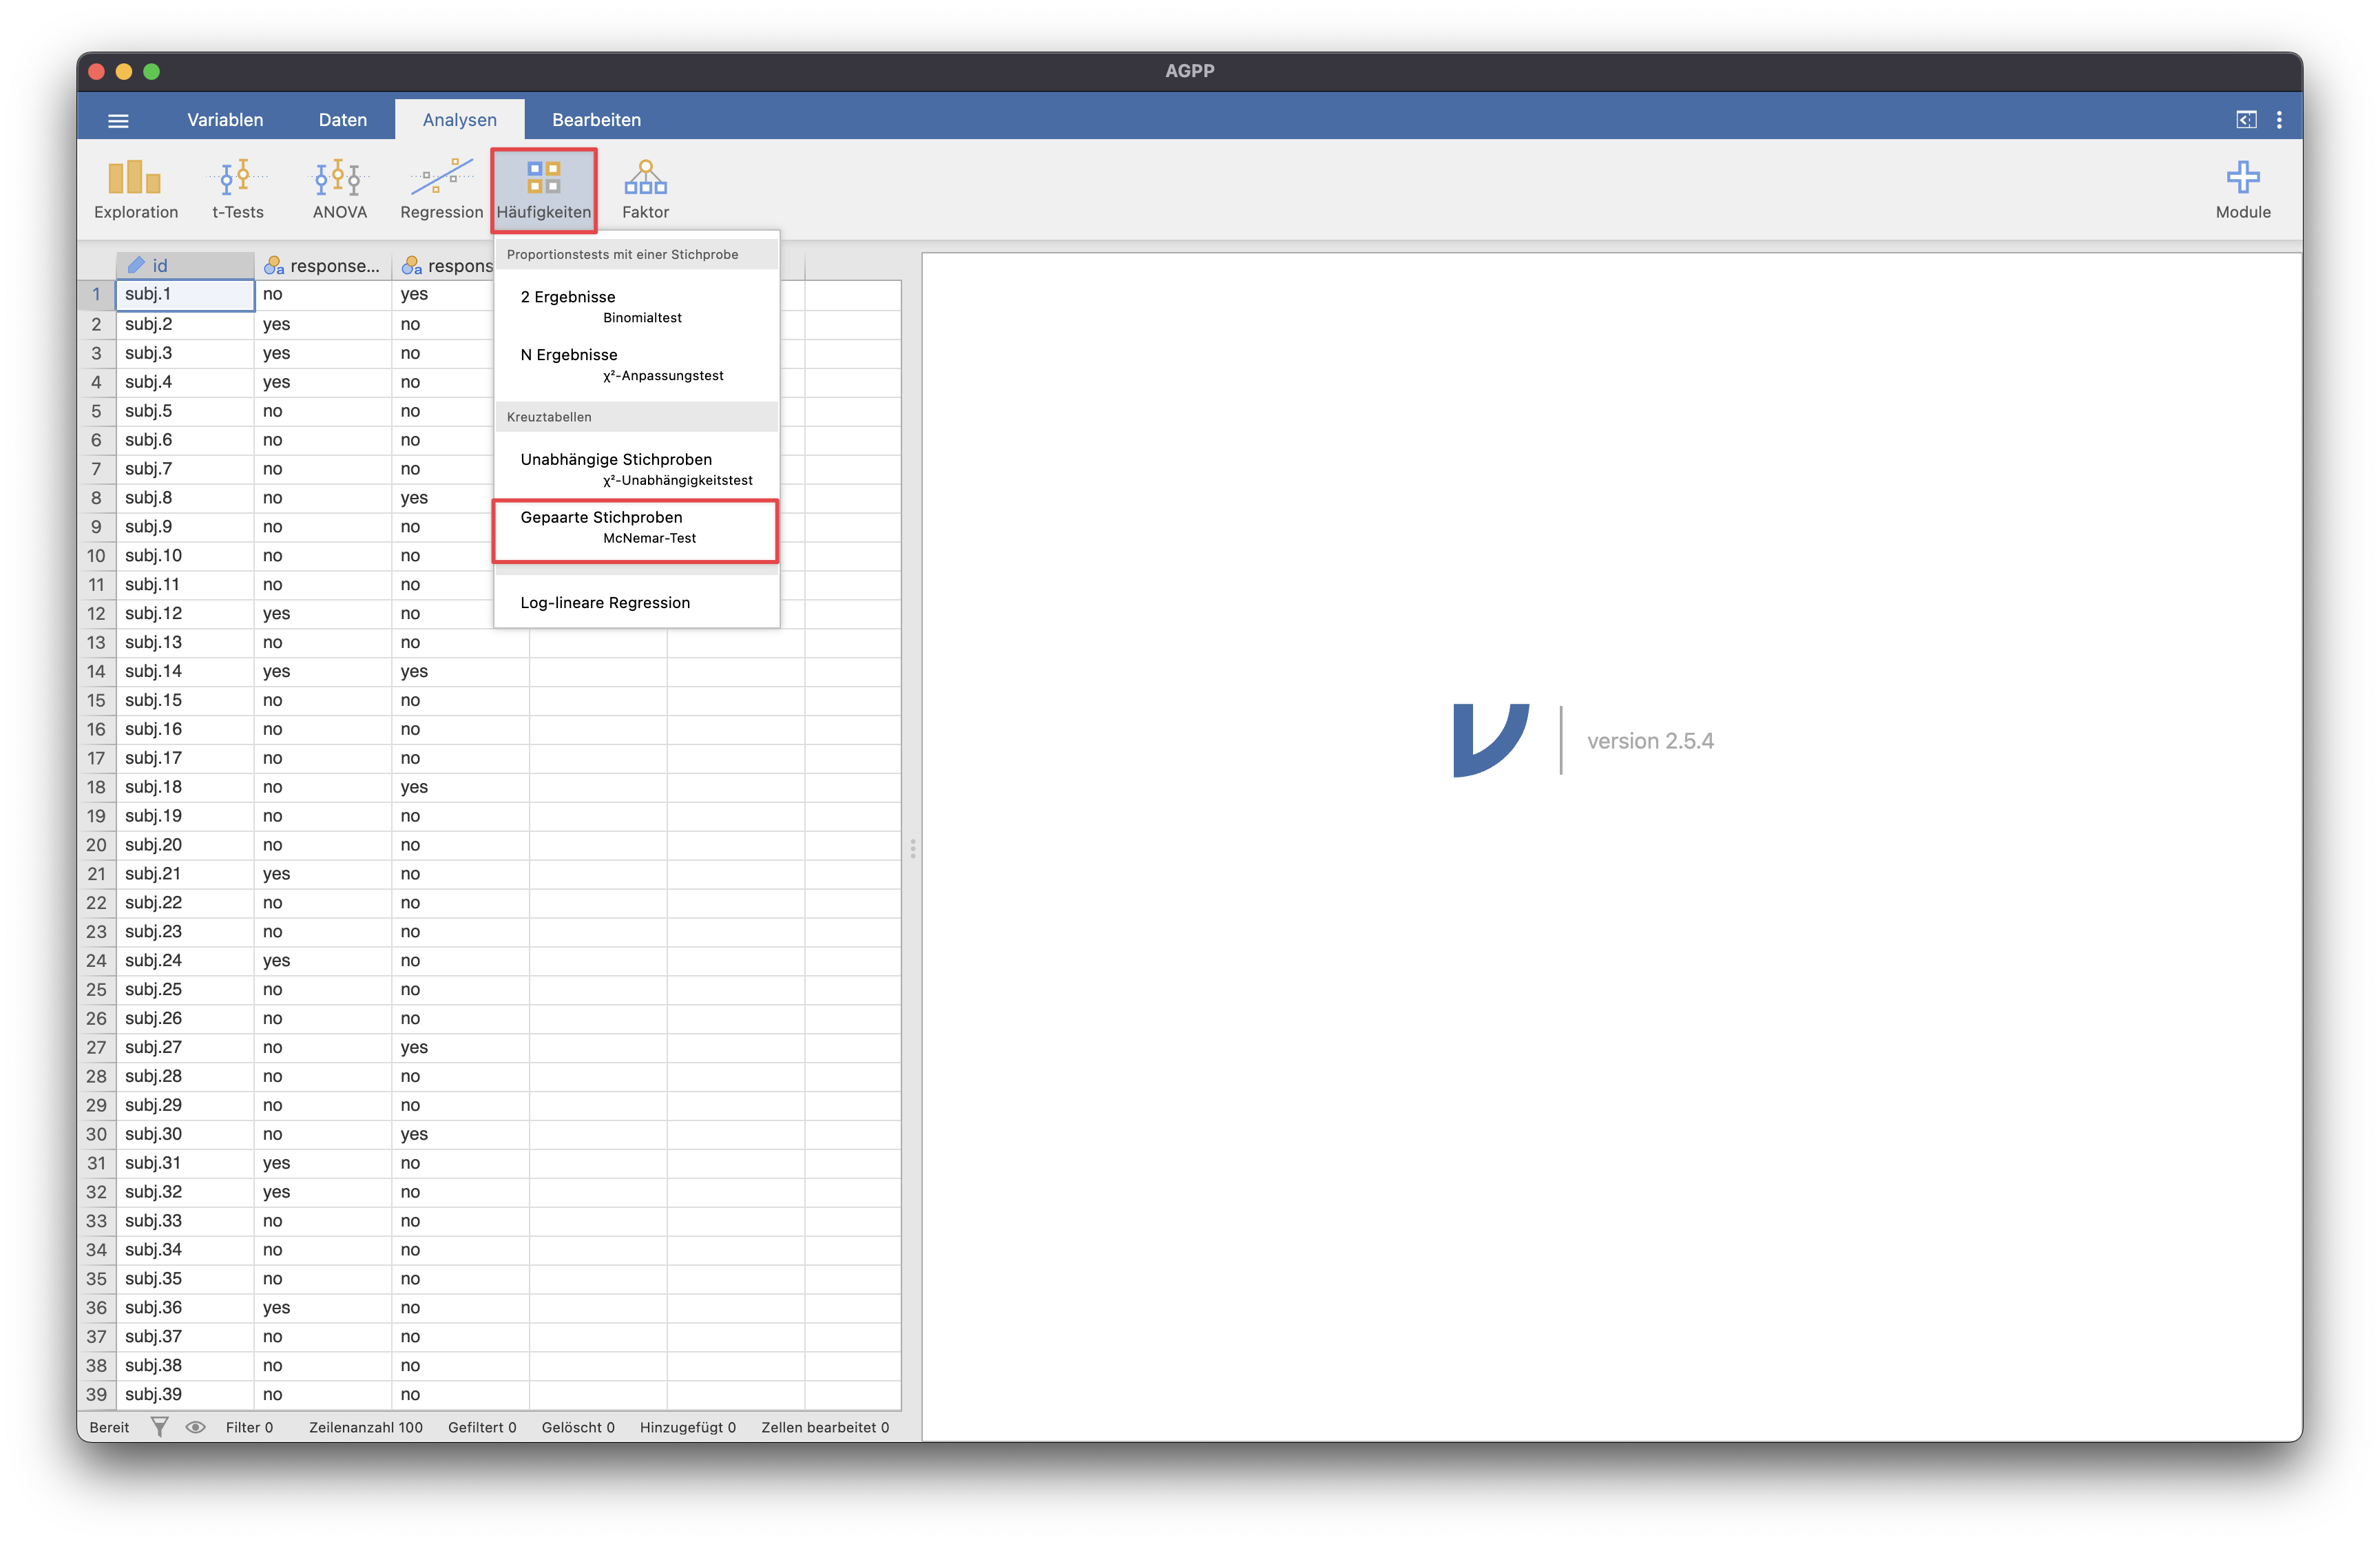 AGPP
Variablen Daten Analysen Bearbeiten
Exploration t-Tests ANOVA Regression Häufigkeiten Faktor Module
Proportionstests mit einer Stichprobe
2 Ergebnisse
Binomialtest
N Ergebnisse
χ²-Anpassungstest
Kreuztabellen
Unabhängige Stichproben
χ²-Unabhängigkeitstest
Gepaarte Stichproben
McNemar-Test
Log-lineare Regression
id response... respons
1 subj.1 no yes
2 subj.2 yes no
3 subj.3 yes no
4 subj.4 yes no
5 subj.5 no no
6 subj.6 no no
7 subj.7 no no
8 subj.8 no yes
9 subj.9 no no
10 subj.10 no no
11 subj.11 no no
12 subj.12 yes no
13 subj.13 no no
14 subj.14 yes yes
15 subj.15 no no
16 subj.16 no no
17 subj.17 no no
18 subj.18 no yes
19 subj.19 no no
20 subj.20 no no
21 subj.21 yes no
22 subj.22 no no
23 subj.23 no no
24 subj.24 yes no
25 subj.25 no no
26 subj.26 no no
27 subj.27 no yes
28 subj.28 no no
29 subj.29 no no
30 subj.30 no yes
31 subj.31 yes no
32 subj.32 yes no
33 subj.33 no no
34 subj.34 no no
35 subj.35 no no
36 subj.36 yes no
37 subj.37 no no
38 subj.38 no no
39 subj.39 no no
version 2.5.4
Bereit Filter 0 Zeilenanzahl 100 Gefiltert 0 Gelöscht 0 Hinzugefügt 0 Zellen bearbeitet 0